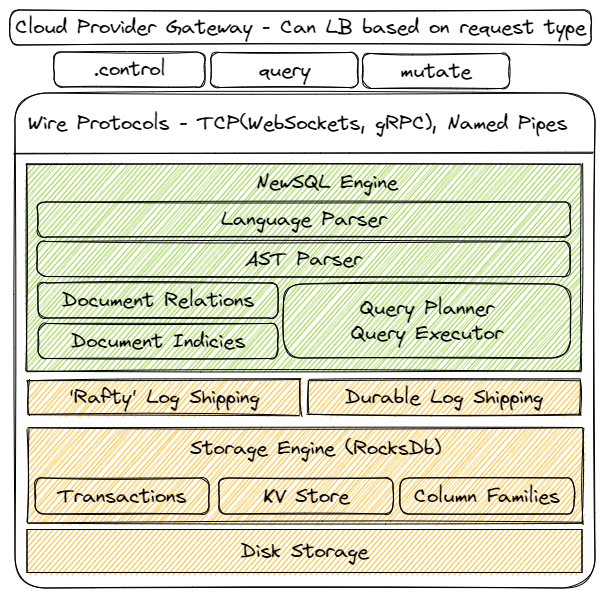 Cloud Provider Gateway - Can LB based on request type
.control
query
mutate
Wire Protocols - TCP(WebSockets, gRPC), Named Pipes
NewSQL Engine
Language Parser
AST Parser
Document Relations
Document Indicies
Query Planner
Query Executor
'Rafty' Log Shipping
Durable Log Shipping
Storage Engine (RocksDb)
Transactions
KV Store
Column Families
Disk Storage